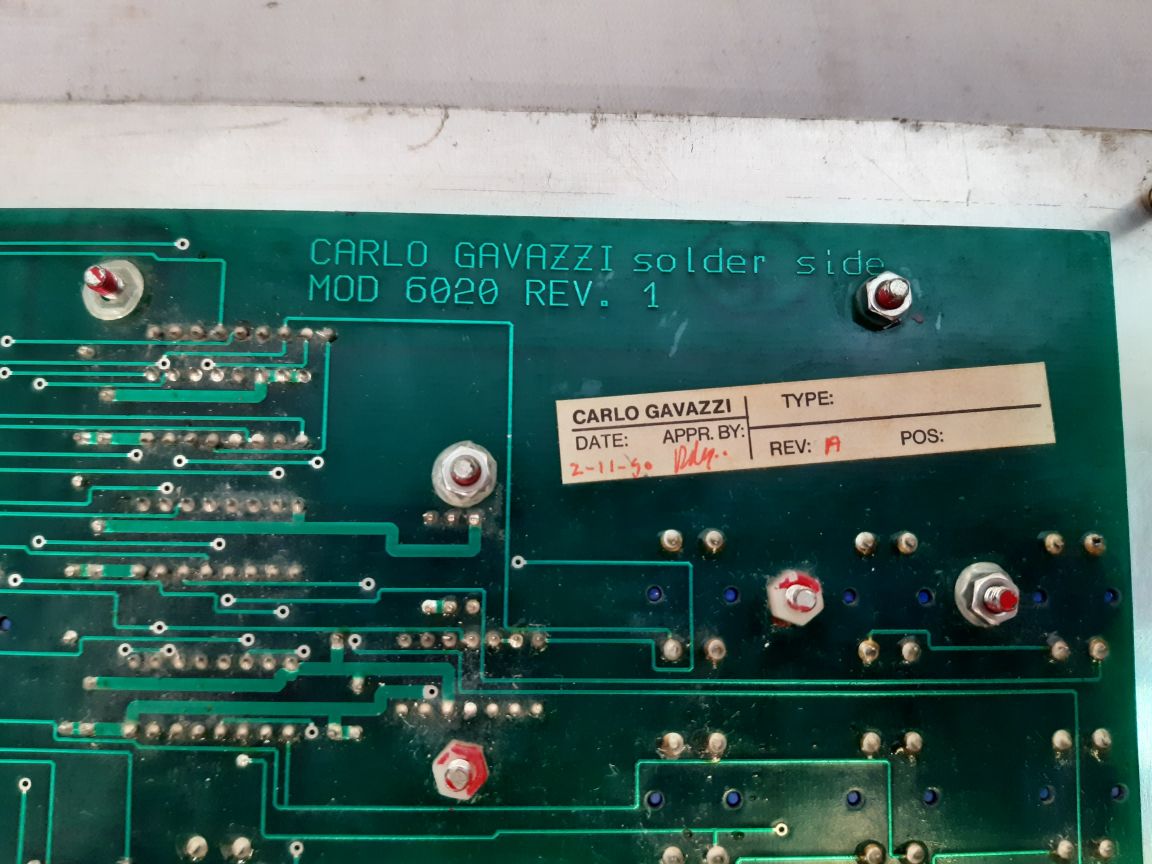 CARLO GAVAZZI solder side
MOD 6020 REV. 1
CARLO GAVAZZI
TYPE:
DATE: APPR. BY:
2-11-90
REV: A
POS: